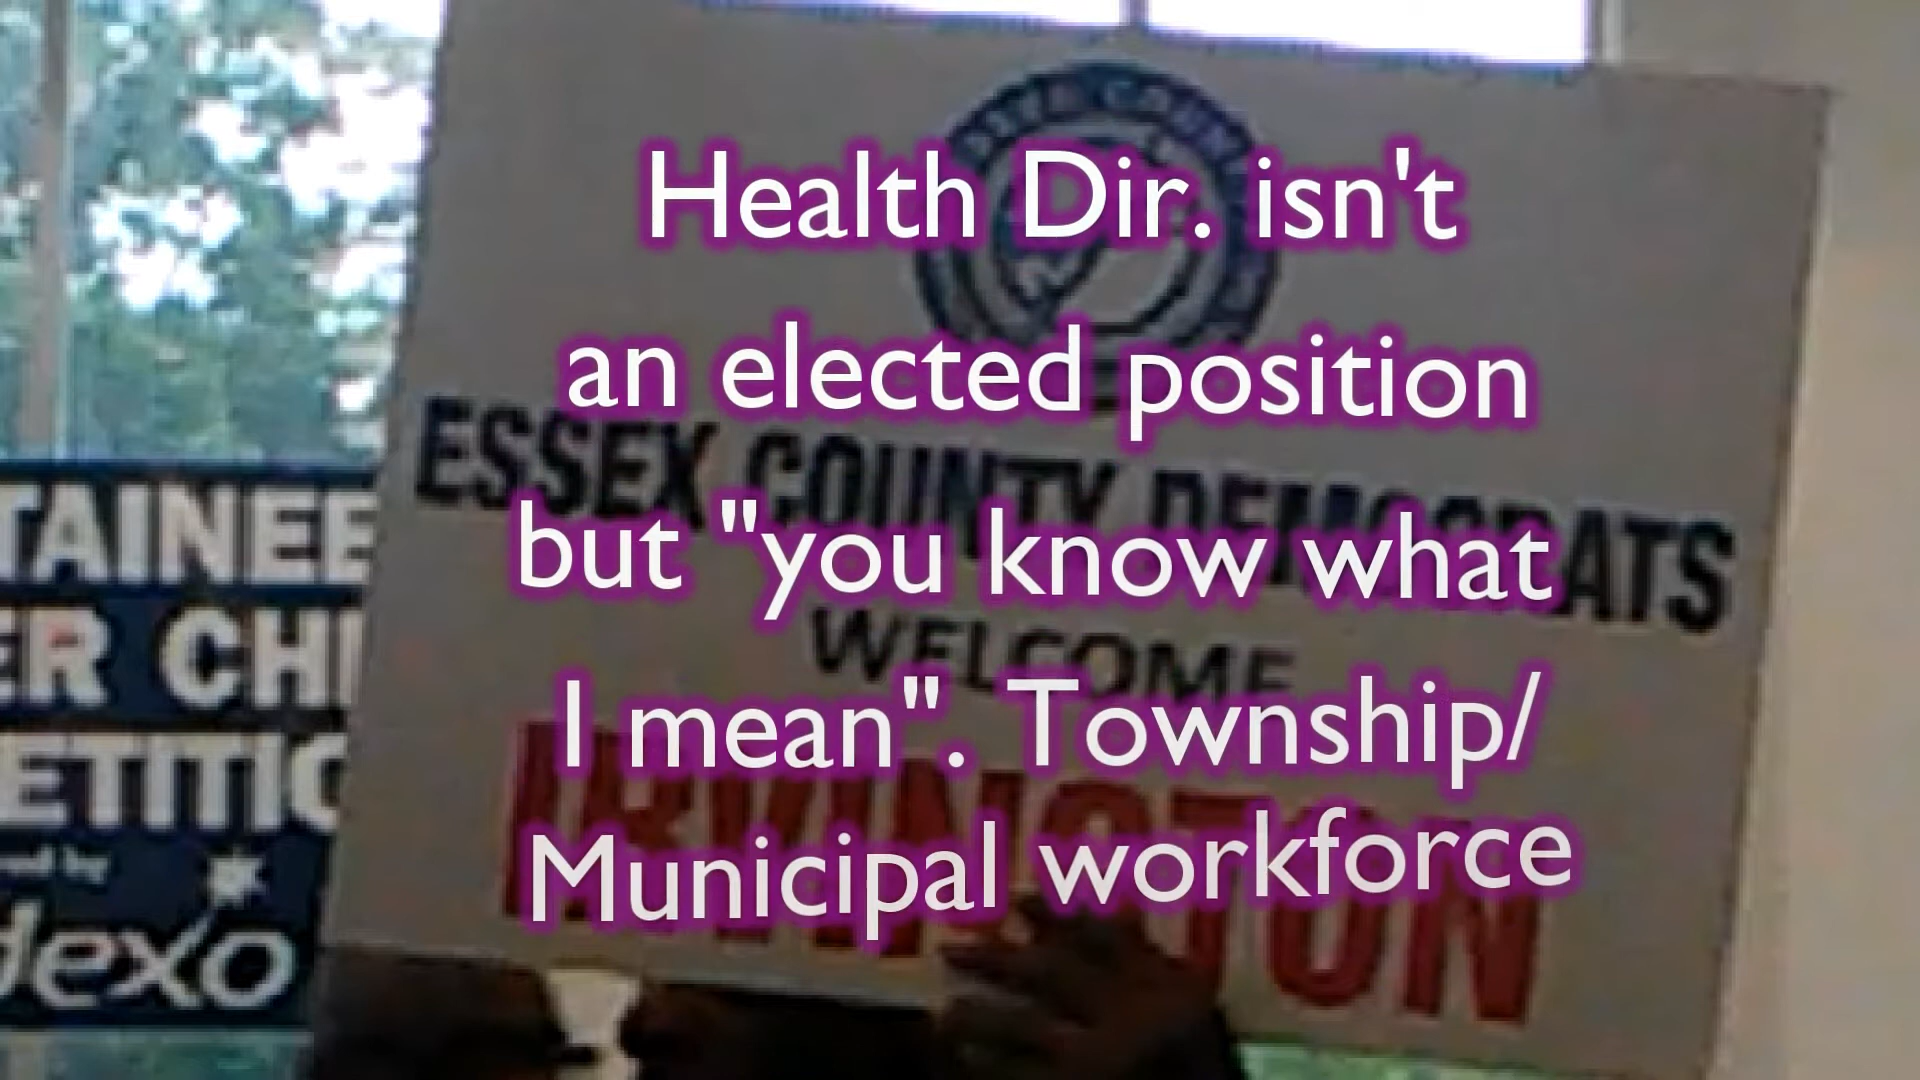 Health Dir. isn't
an elected position
but "you know what
I mean". Township/
Municipal workforce
ESSEX COUNTY DEMOCRATS
WELCOME
IRVINGTON
TAINEE
ER CHI
ETITIO
dexo